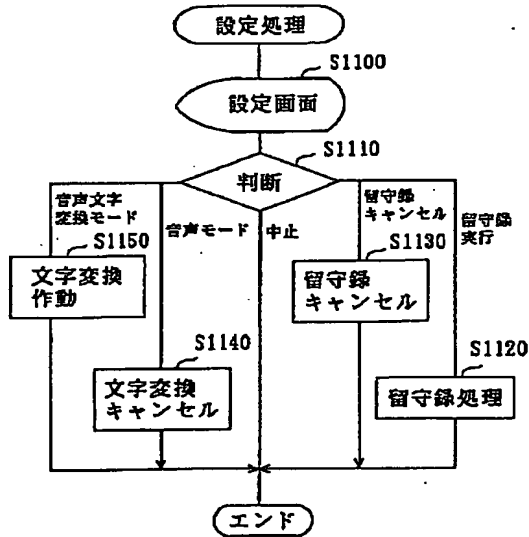 設定処理
S1100
設定画面
S1110
判断
音声文字
変換モード
音声モード
中止
留守録
キャンセル
留守録
実行
S1150
文字変換
作動
S1130
留守録
キャンセル
S1140
文字変換
キャンセル
S1120
留守録処理
エンド